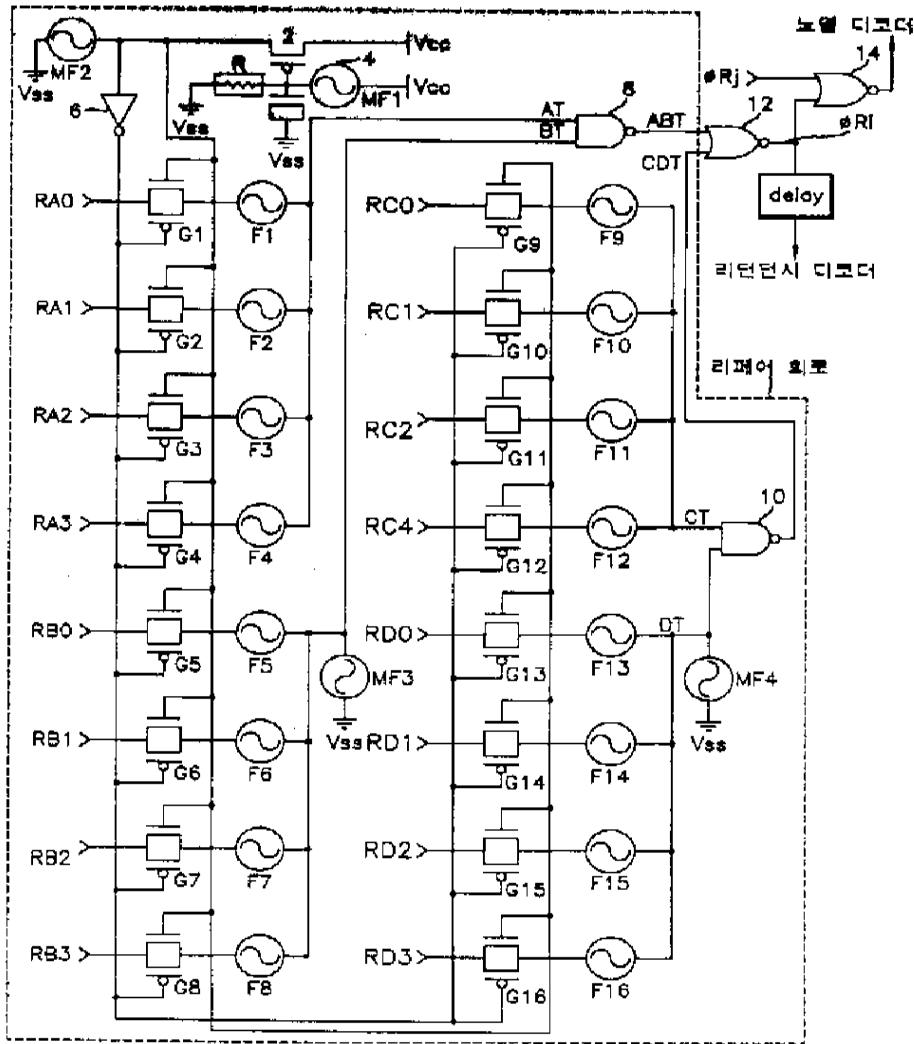 노멀 디코더
MF2
Vss
2
Vcc
R
4
MF1
Vcc
Vss
Vss
6
AT
BT
8
ABT
CDT
12
14
øRj
øRi
delay
리던던시 디코더
리페어 회로
RA0
G1
F1
RA1
G2
F2
RA2
G3
F3
RA3
G4
F4
RB0
G5
F5
RB1
G6
F6
RB2
G7
F7
RB3
G8
F8
MF3
Vss
RC0
G9
F9
RC1
G10
F10
RC2
G11
F11
RC4
G12
F12
CT
10
RD0
G13
F13
DT
MF4
Vss
RD1
G14
F14
RD2
G15
F15
RD3
G16
F16